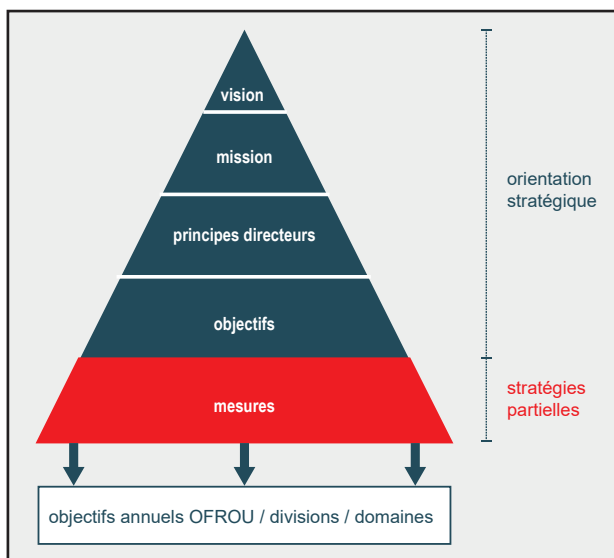 vision
mission
principes directeurs
objectifs
mesures
orientation
stratégique
stratégies
partielles
objectifs annuels OFROU / divisions / domaines